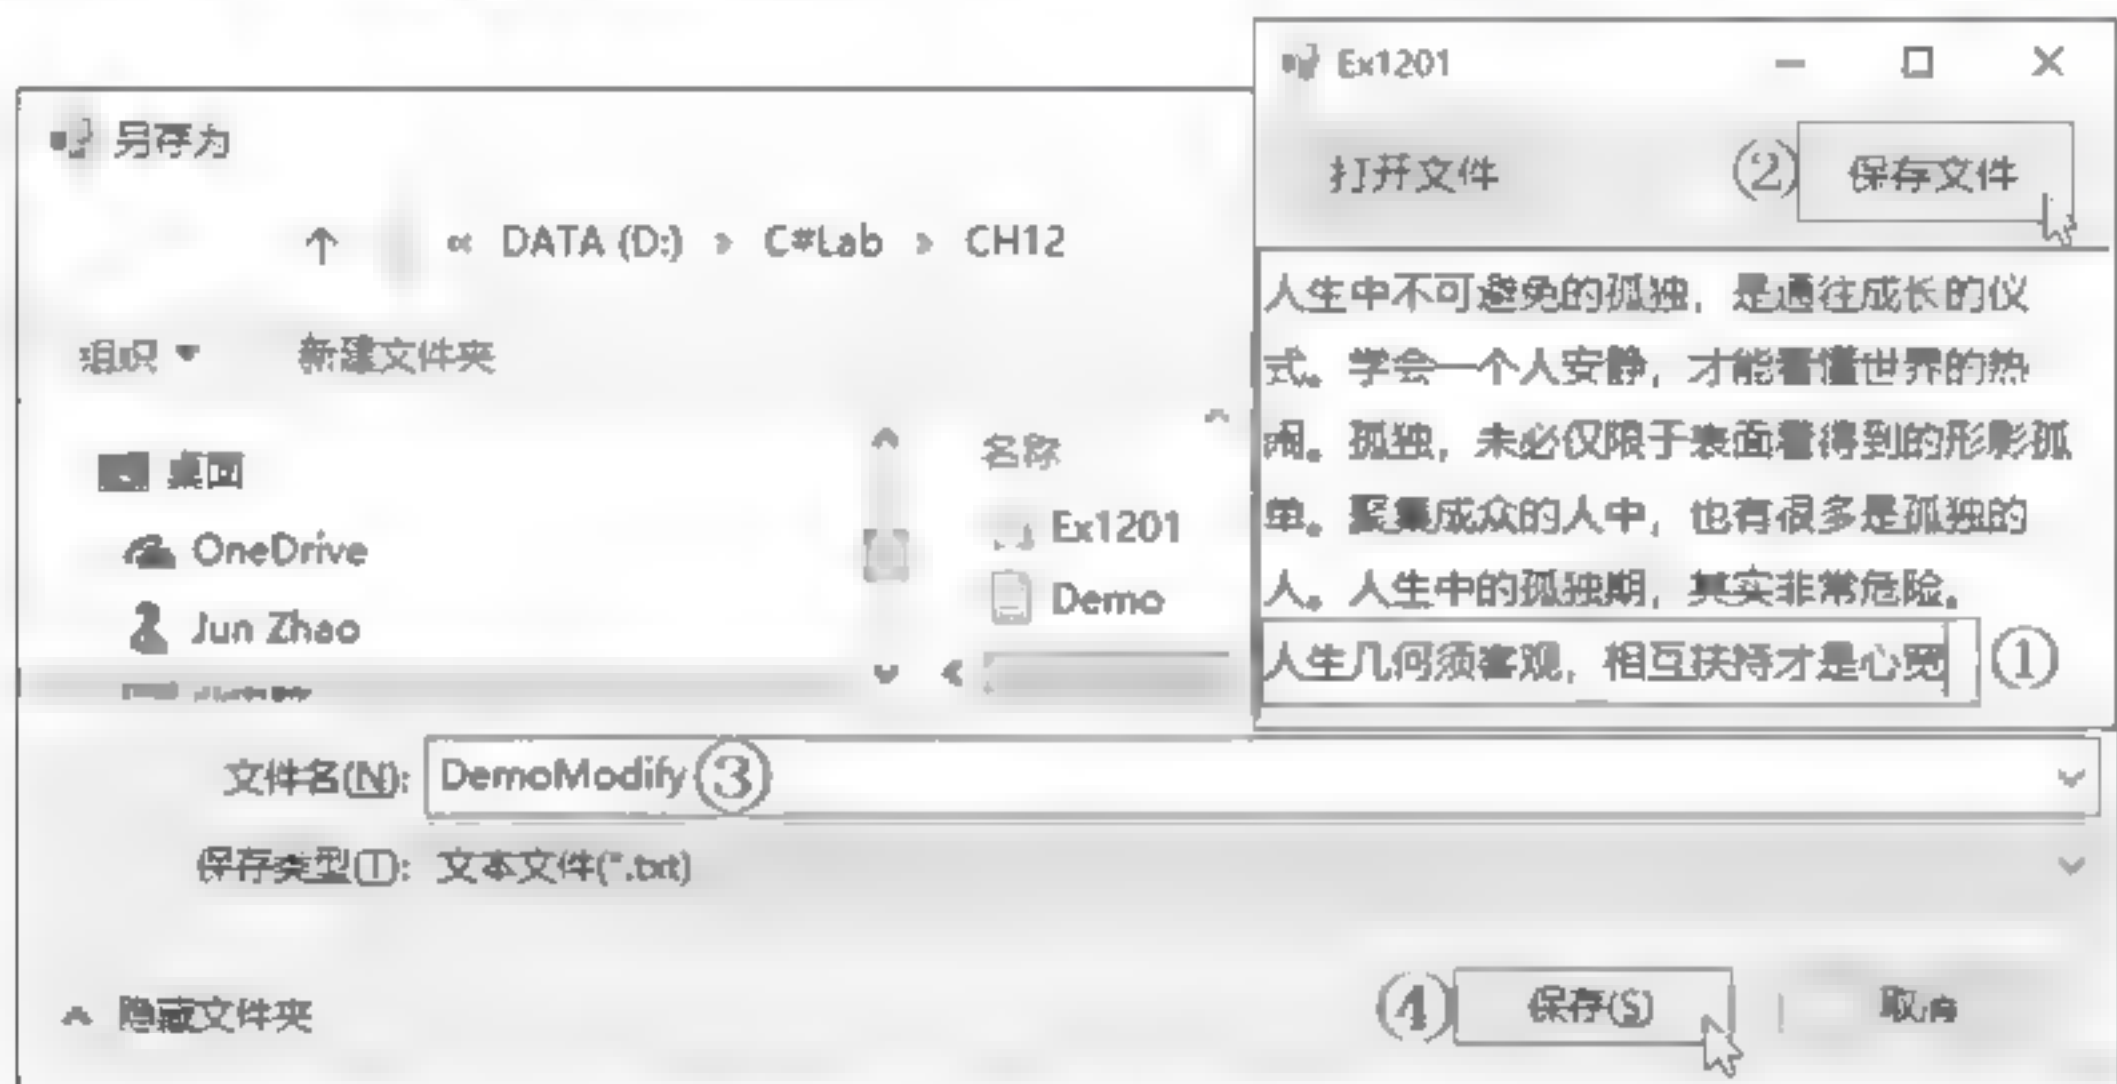 另存为
↑ « DATA (D:) › C#Lab › CH12
组织 新建文件夹
桌面
OneDrive
Jun Zhao
名称
Ex1201
Demo
文件名(N): DemoModify ③
保存类型(T): 文本文件(*.txt)
隐藏文件夹
④ 保存(S) 取消
Ex1201
打开文件 ② 保存文件
人生中不可避免的孤独，是通往成长的仪
式。学会一个人安静，才能看懂世界的热
闹。孤独，未必仅限于表面看得到的形影孤
单。聚集成众的人中，也有很多是孤独的
人。人生中的孤独期，其实非常危险。
人生几何须客观，相互扶持才是心宽 ①